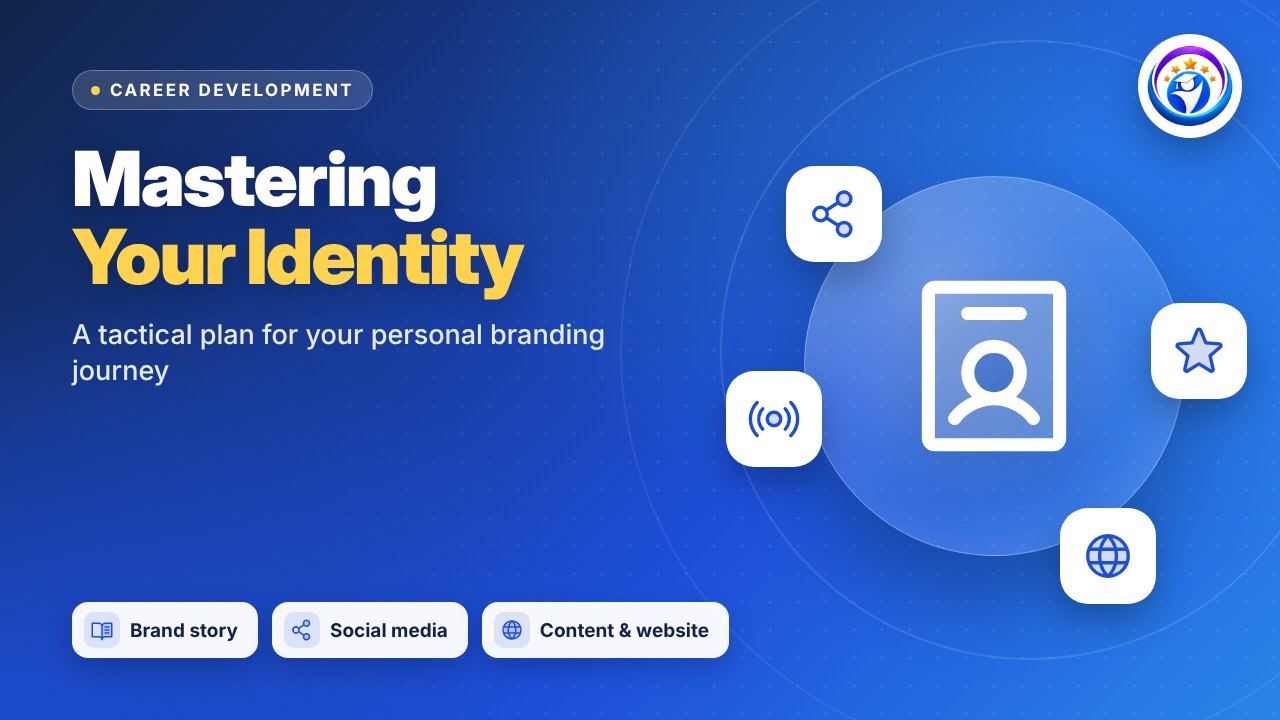 CAREER DEVELOPMENT
Mastering
Your Identity
A tactical plan for your personal branding
journey
Brand story
Social media
Content & website